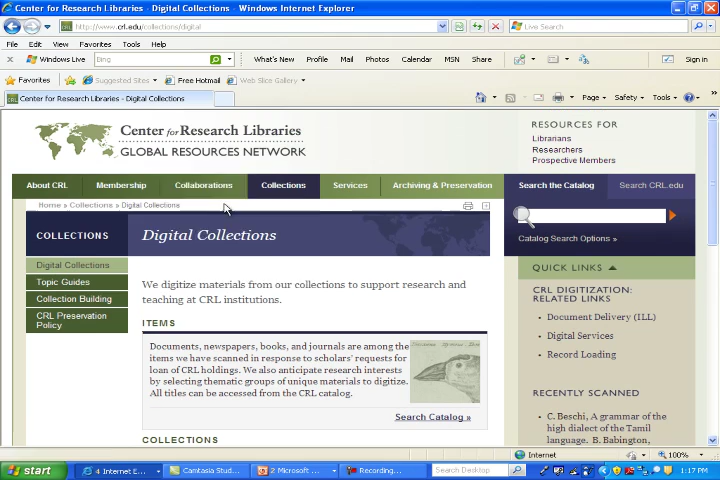 Center for Research Libraries - Digital Collections - Windows Internet Explorer
http://www.crl.edu/collections/digital
Live Search
File Edit View Favorites Tools Help
Windows Live Bing What's New Profile Mail Photos Calendar MSN Share Sign in
Favorites Suggested Sites Free Hotmail Web Slice Gallery
Center for Research Libraries - Digital Collections
Page Safety Tools
Center for Research Libraries
GLOBAL RESOURCES NETWORK
RESOURCES FOR
Librarians
Researchers
Prospective Members
About CRL Membership Collaborations Collections Services Archiving & Preservation Search the Catalog Search CRL.edu
Home » Collections » Digital Collections
COLLECTIONS
Digital Collections
Catalog Search Options »
Digital Collections
Topic Guides
Collection Building
CRL Preservation
Policy
We digitize materials from our collections to support research and
teaching at CRL institutions.
ITEMS
Documents, newspapers, books, and journals are among the
items we have scanned in response to scholars' requests for
loan of CRL holdings. We also anticipate research interests
by selecting thematic groups of unique materials to digitize.
All titles can be accessed from the CRL catalog.
Search Catalog »
COLLECTIONS
QUICK LINKS
CRL DIGITIZATION:
RELATED LINKS
• Document Delivery (ILL)
• Digital Services
• Record Loading
RECENTLY SCANNED
• C. Beschi, A grammar of the
high dialect of the Tamil
language. B. Babington,
Internet 100%
start 4 Internet E... Camtasia Stud... 2 Microsoft ... Recording... Search Desktop 1:17 PM